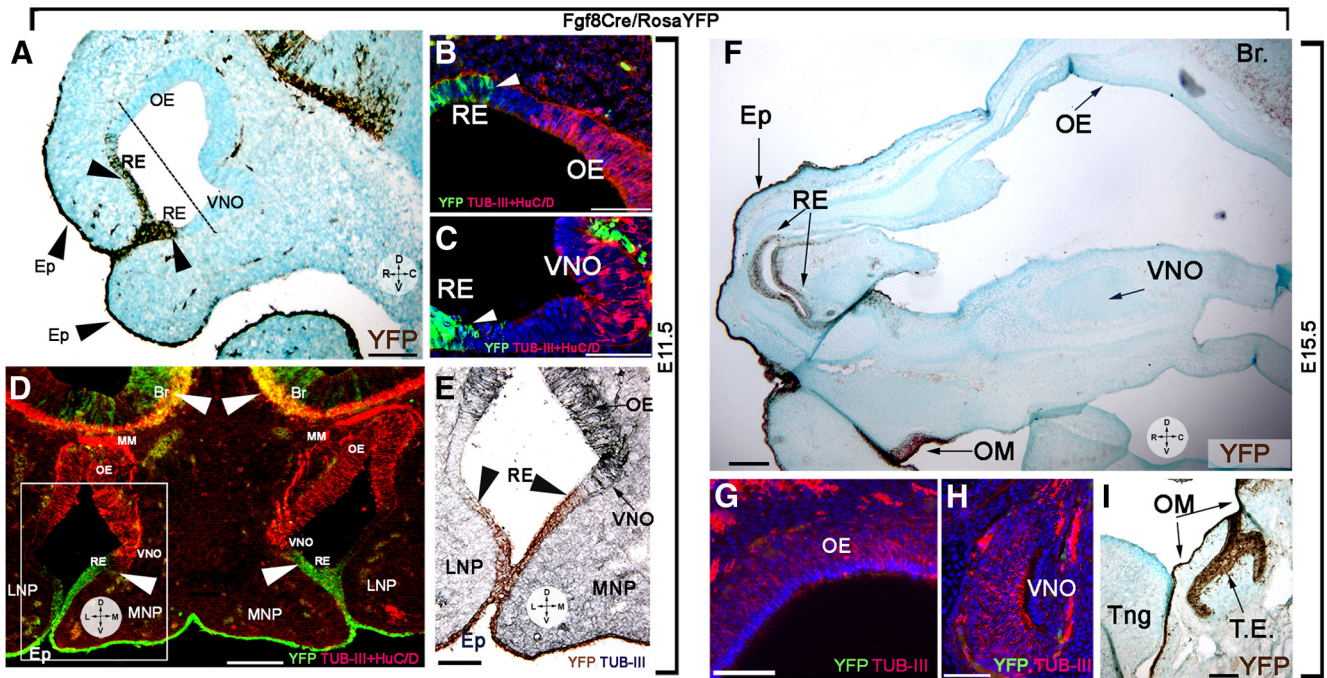 Fgf8Cre/RosaYFP
A
OE
RE
VNO
RE
Ep
Ep
D
R C
V
YFP
B
RE
OE
YFP TUB-III+HuC/D
C
VNO
RE
YFP TUB-III+HuC/D
E11.5
D
Br
Br
MM
MM
OE
OE
VNO
VNO
RE
RE
LNP
LNP
MNP
MNP
D
L M
V
Ep
YFP TUB-III+HuC/D
E
OE
RE
VNO
LNP
MNP
D
L M
V
Ep
YFP TUB-III
F
Br.
Ep
OE
RE
VNO
OM
D
R C
V
YFP
E15.5
G
OE
YFP TUB-III
H
VNO
YFP.TUB-III
I
OM
Tng
T.E.
YFP